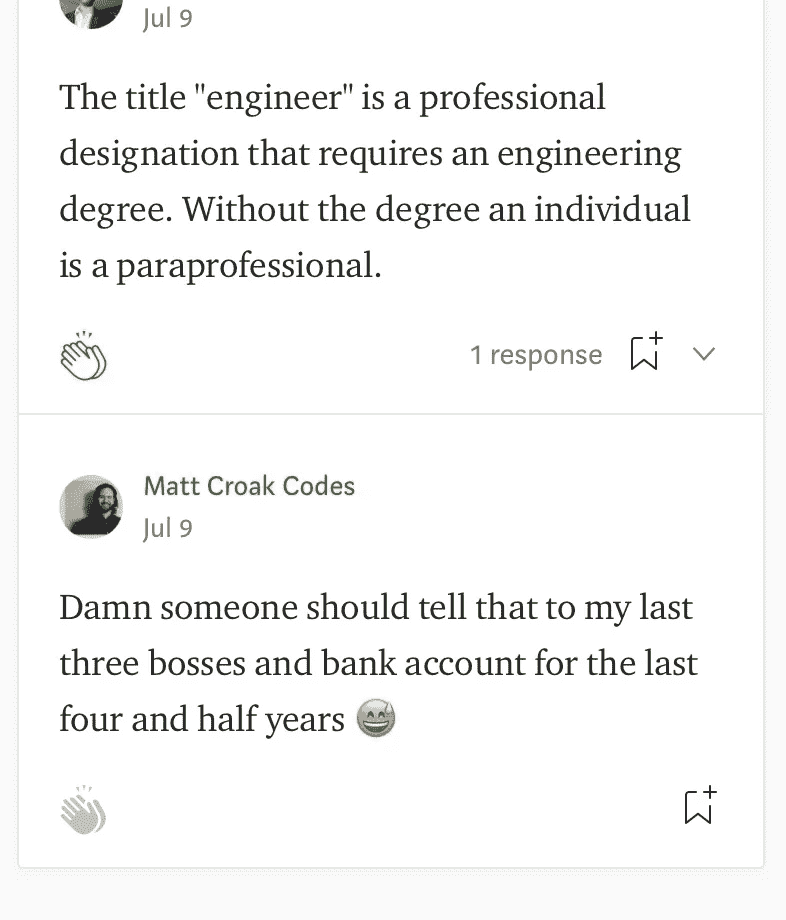 Jul 9
The title "engineer" is a professional
designation that requires an engineering
degree. Without the degree an individual
is a paraprofessional.
1 response
Matt Croak Codes
Jul 9
Damn someone should tell that to my last
three bosses and bank account for the last
four and half years 😅